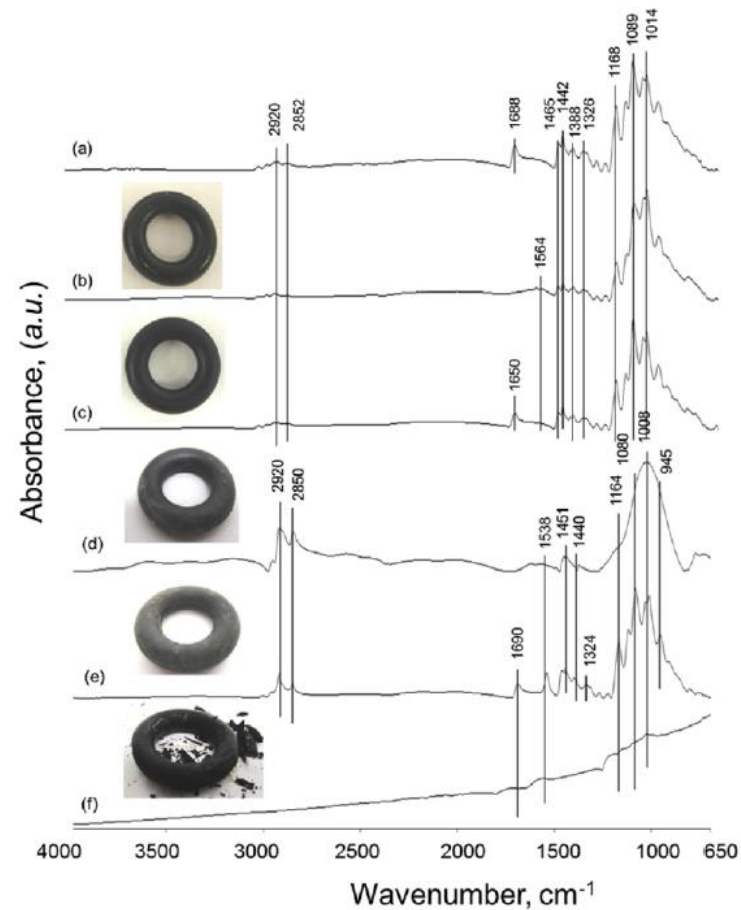 1089
1014
1168
2920
2852
1688
1465
1442
1388
1326
(a)
1564
(b)
1650
(c)
1080
1008
945
2920
2850
1164
1538
1451
1440
(d)
1690
1324
(e)
(f)
Absorbance, (a.u.)
4000 3500 3000 2500 2000 1500 1000 650
Wavenumber, cm⁻¹